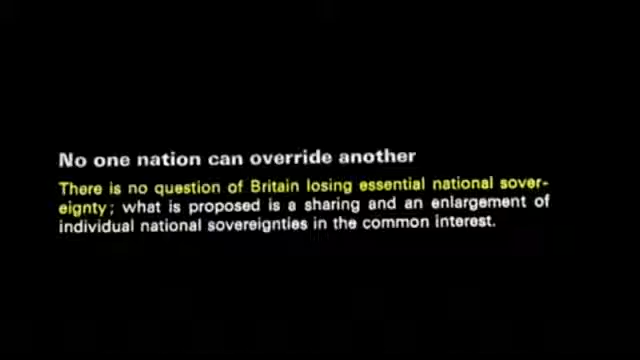 No one nation can override another
There is no question of Britain losing essential national sover-
eignty; what is proposed is a sharing and an enlargement of
individual national sovereignties in the common interest.